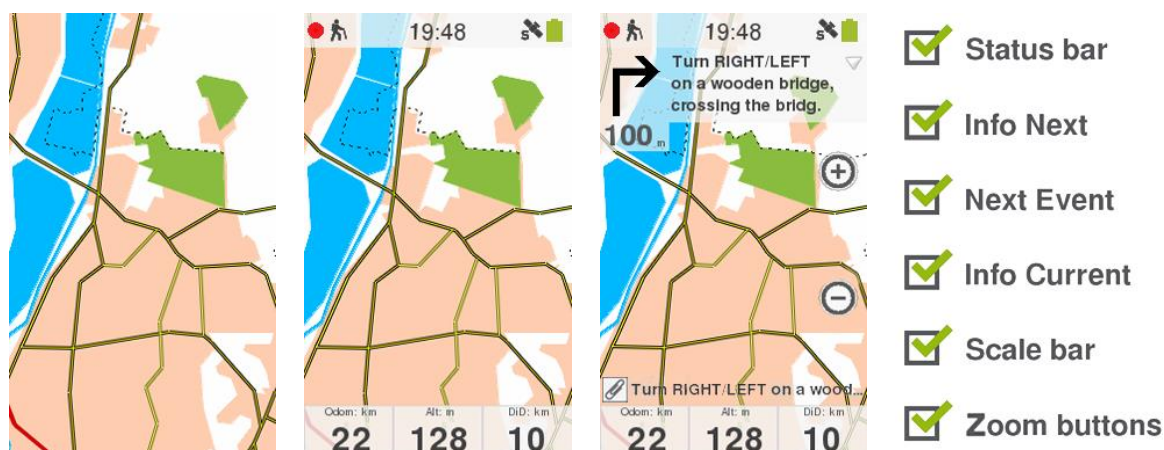 19:48
S
Odom: km
Alt: m
DiD: km
22
128
10
19:48
S
Turn RIGHT/LEFT
on a wooden bridge,
crossing the bridg.
100 m
Turn RIGHT/LEFT on a wood...
Odom: km
Alt: m
DiD: km
22
128
10
Status bar
Info Next
Next Event
Info Current
Scale bar
Zoom buttons